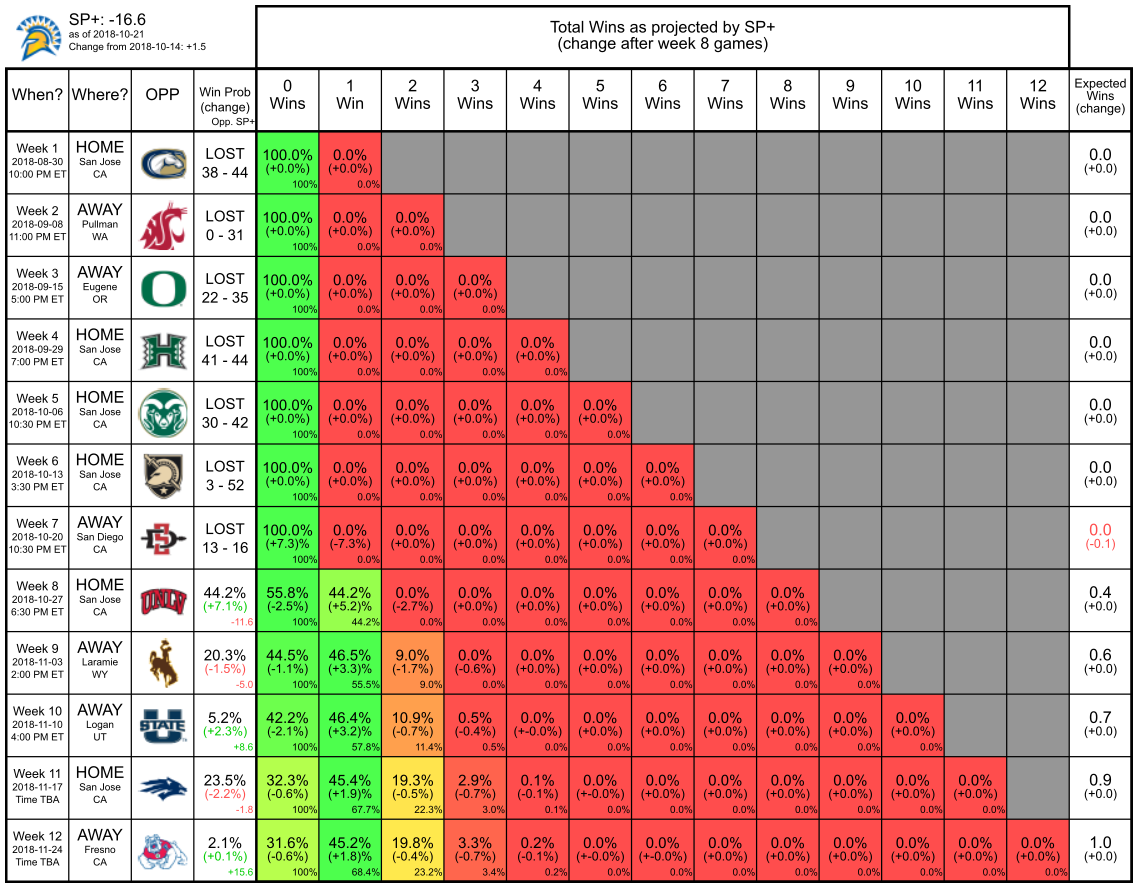 SP+: -16.6
as of 2018-10-21
Change from 2018-10-14: +1.5
Total Wins as projected by SP+
(change after week 8 games)
When? Where? OPP Win Prob (change) Opp. SP+ 0 Wins 1 Win 2 Wins 3 Wins 4 Wins 5 Wins 6 Wins 7 Wins 8 Wins 9 Wins 10 Wins 11 Wins 12 Wins Expected Wins (change)
Week 1 HOME LOST 100.0% 0.0% 0.0
2018-08-30 San Jose (+0.0%) (+0.0%) (+0.0)
10:00 PM ET CA 38 - 44 100% 0.0%
Week 2 AWAY LOST 100.0% 0.0% 0.0% 0.0
2018-09-08 Pullman (+0.0%) (+0.0%) (+0.0%) (+0.0)
11:00 PM ET WA 0 - 31 100% 0.0% 0.0%
Week 3 AWAY LOST 100.0% 0.0% 0.0% 0.0% 0.0
2018-09-15 Eugene O (+0.0%) (+0.0%) (+0.0%) (+0.0%) (+0.0)
5:00 PM ET OR 22 - 35 100% 0.0% 0.0% 0.0%
Week 4 HOME LOST 100.0% 0.0% 0.0% 0.0% 0.0% 0.0
2018-09-29 San Jose H (+0.0%) (+0.0%) (+0.0%) (+0.0%) (+0.0%) (+0.0)
7:00 PM ET CA 41 - 44 100% 0.0% 0.0% 0.0% 0.0%
Week 5 HOME LOST 100.0% 0.0% 0.0% 0.0% 0.0% 0.0% 0.0
2018-10-06 San Jose (+0.0%) (+0.0%) (+0.0%) (+0.0%) (+0.0%) (+0.0%) (+0.0)
10:30 PM ET CA 30 - 42 100% 0.0% 0.0% 0.0% 0.0% 0.0%
Week 6 HOME LOST 100.0% 0.0% 0.0% 0.0% 0.0% 0.0% 0.0% 0.0
2018-10-13 San Jose (+0.0%) (+0.0%) (+0.0%) (+0.0%) (+0.0%) (+0.0%) (+0.0%) (+0.0)
3:30 PM ET CA 3 - 52 100% 0.0% 0.0% 0.0% 0.0% 0.0% 0.0%
Week 7 AWAY LOST 100.0% 0.0% 0.0% 0.0% 0.0% 0.0% 0.0% 0.0% 0.0
2018-10-20 San Diego SD (+7.3)% (-7.3%) (+0.0%) (+0.0%) (+0.0%) (+0.0%) (+0.0%) (+0.0%) (-0.1)
10:30 PM ET CA 13 - 16 100% 0.0% 0.0% 0.0% 0.0% 0.0% 0.0% 0.0%
Week 8 HOME 44.2% 55.8% 44.2% 0.0% 0.0% 0.0% 0.0% 0.0% 0.0% 0.0% 0.4
2018-10-27 San Jose UNLV (+7.1%) (-2.5%) (+5.2)% (-2.7%) (+0.0%) (+0.0%) (+0.0%) (+0.0%) (+0.0%) (+0.0%) (+0.0)
6:30 PM ET CA -11.6 100% 44.2% 0.0% 0.0% 0.0% 0.0% 0.0% 0.0% 0.0%
Week 9 AWAY 20.3% 44.5% 46.5% 9.0% 0.0% 0.0% 0.0% 0.0% 0.0% 0.0% 0.0% 0.6
2018-11-03 Laramie (-1.5%) (-1.1%) (+3.3)% (-1.7%) (-0.6%) (+0.0%) (+0.0%) (+0.0%) (+0.0%) (+0.0%) (+0.0%) (+0.0)
2:00 PM ET WY -5.0 100% 55.5% 9.0% 0.0% 0.0% 0.0% 0.0% 0.0% 0.0% 0.0%
Week 10 AWAY 5.2% 42.2% 46.4% 10.9% 0.5% 0.0% 0.0% 0.0% 0.0% 0.0% 0.0% 0.0% 0.7
2018-11-10 Logan U STATE (+2.3%) (-2.1%) (+3.2)% (-0.7%) (-0.4%) (+-0.0%) (+0.0%) (+0.0%) (+0.0%) (+0.0%) (+0.0%) (+0.0%) (+0.0)
4:00 PM ET UT +8.6 100% 57.8% 11.4% 0.5% 0.0% 0.0% 0.0% 0.0% 0.0% 0.0% 0.0%
Week 11 HOME 23.5% 32.3% 45.4% 19.3% 2.9% 0.1% 0.0% 0.0% 0.0% 0.0% 0.0% 0.0% 0.0% 0.9
2018-11-17 San Jose (-2.2%) (-0.6%) (+1.9)% (-0.5%) (-0.7%) (-0.1%) (+-0.0%) (+0.0%) (+0.0%) (+0.0%) (+0.0%) (+0.0%) (+0.0%) (+0.0)
Time TBA CA -1.8 100% 67.7% 22.3% 3.0% 0.1% 0.0% 0.0% 0.0% 0.0% 0.0% 0.0% 0.0%
Week 12 AWAY 2.1% 31.6% 45.2% 19.8% 3.3% 0.2% 0.0% 0.0% 0.0% 0.0% 0.0% 0.0% 0.0% 0.0% 1.0
2018-11-24 Fresno (+0.1%) (-0.6%) (+1.8)% (-0.4%) (-0.7%) (-0.1%) (+-0.0%) (+-0.0%) (+0.0%) (+0.0%) (+0.0%) (+0.0%) (+0.0%) (+0.0%) (+0.0)
Time TBA CA +15.6 100% 68.4% 23.2% 3.4% 0.2% 0.0% 0.0% 0.0% 0.0% 0.0% 0.0% 0.0% 0.0%